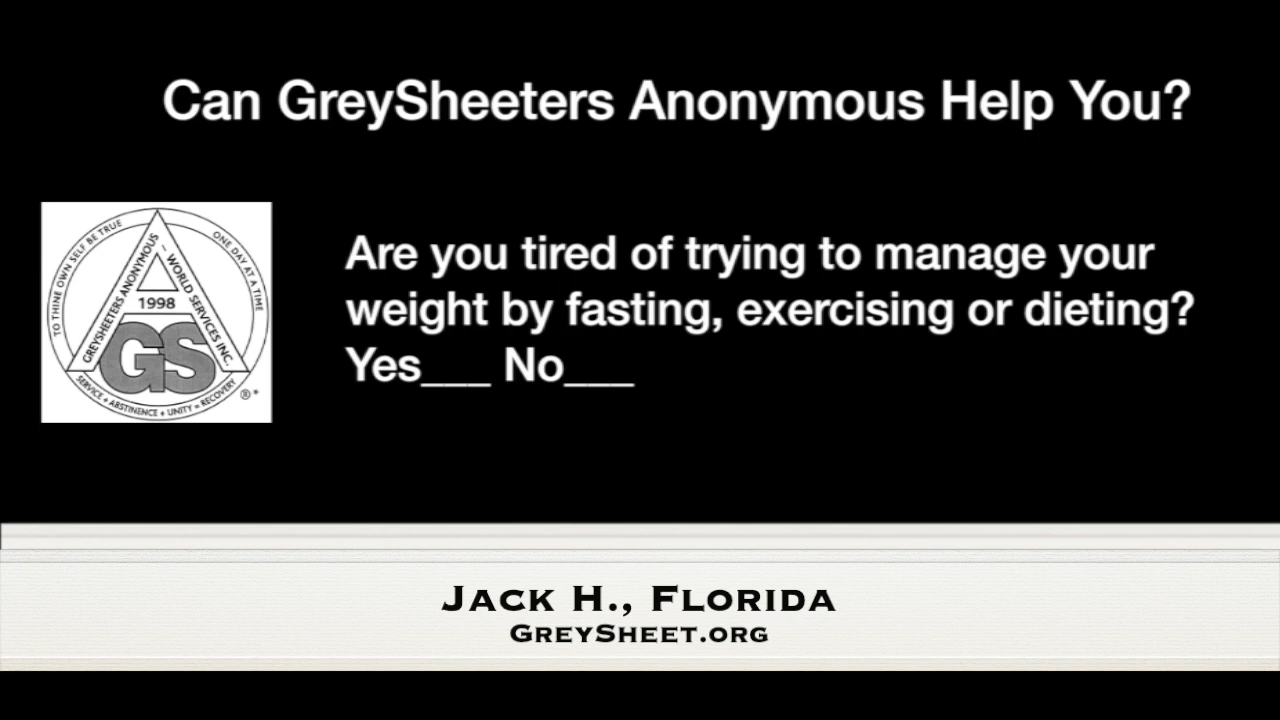 Can GreySheeters Anonymous Help You?
TO THINE OWN SELF BE TRUE
ONE DAY AT A TIME
GREYSHEETERS ANONYMOUS – WORLD SERVICES INC.
1998
GS
SERVICE + ABSTINENCE + UNITY = RECOVERY
®*
Are you tired of trying to manage your
weight by fasting, exercising or dieting?
Yes___ No___
Jack H., Florida
GreySheet.org